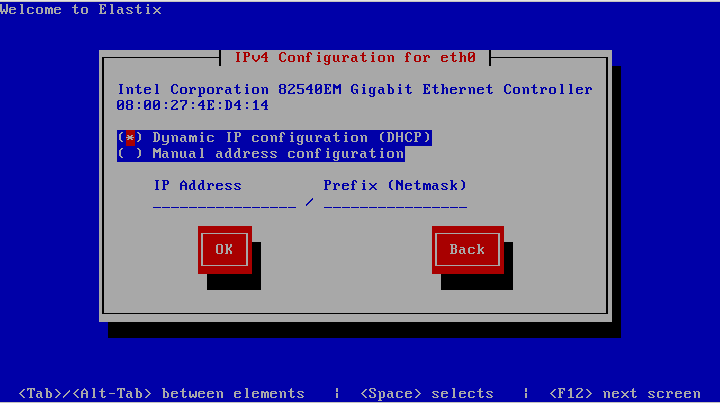 Welcome to Elastix
IPv4 Configuration for eth0
Intel Corporation 82540EM Gigabit Ethernet Controller
08:00:27:4E:D4:14
(*) Dynamic IP configuration (DHCP)
( ) Manual address configuration
IP Address Prefix (Netmask)
________________ / ________________
OK Back
<Tab>/<Alt-Tab> between elements | <Space> selects | <F12> next screen